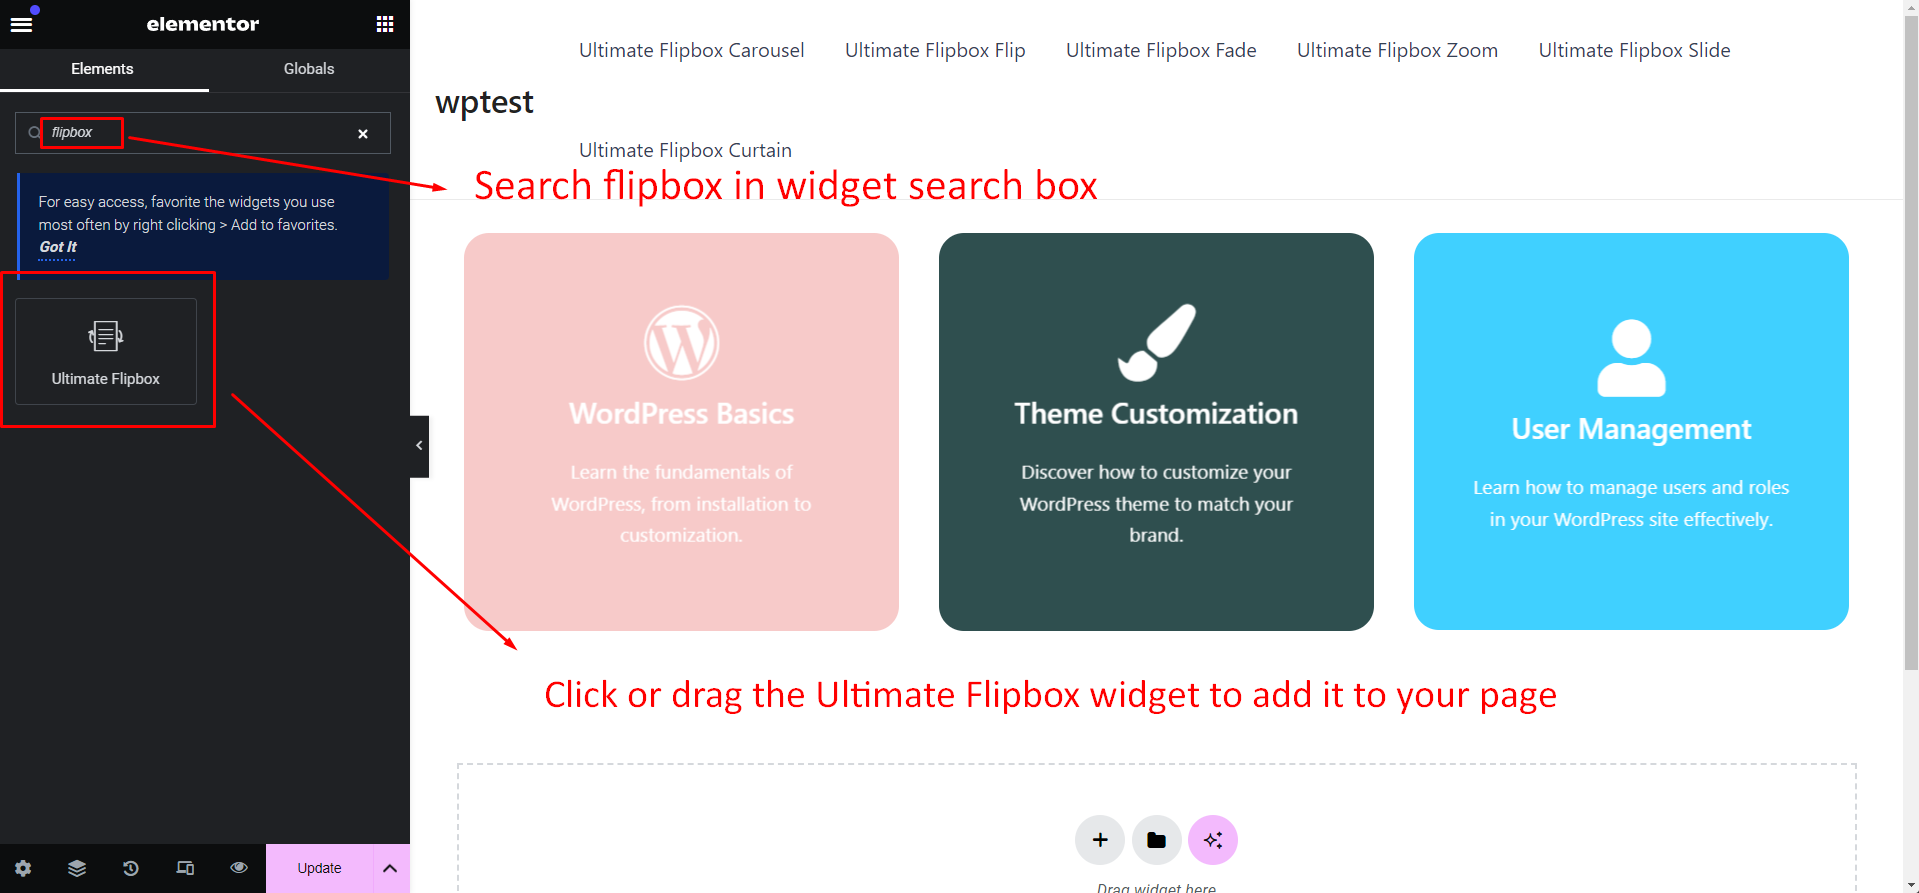 elementor
Elements
Globals
flipbox
For easy access, favorite the widgets you use
most often by right clicking > Add to favorites.
Got It
Ultimate Flipbox
Update
Ultimate Flipbox Carousel
Ultimate Flipbox Flip
Ultimate Flipbox Fade
Ultimate Flipbox Zoom
Ultimate Flipbox Slide
wptest
Ultimate Flipbox Curtain
Search flipbox in widget search box
WordPress Basics
Learn the fundamentals of
WordPress, from installation to
customization.
Theme Customization
Discover how to customize your
WordPress theme to match your
brand.
User Management
Learn how to manage users and roles
in your WordPress site effectively.
Click or drag the Ultimate Flipbox widget to add it to your page
Drag widget here